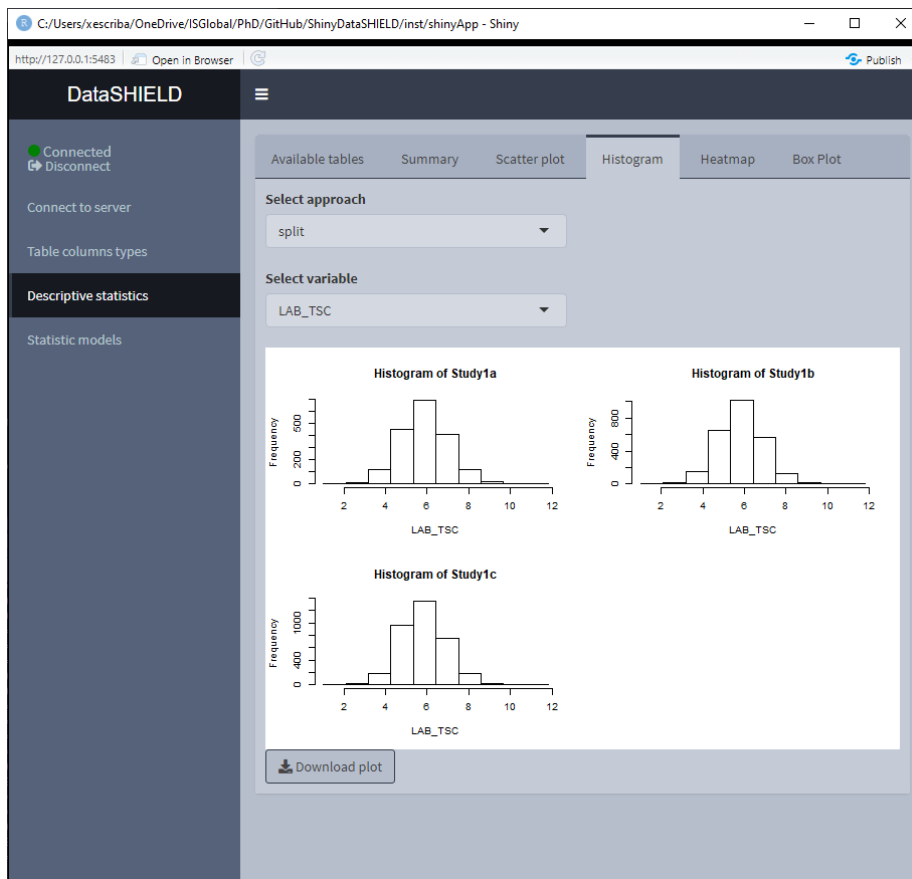 C:/Users/xescriba/OneDrive/ISGlobal/PhD/GitHub/ShinyDataSHIELD/inst/shinyApp - Shiny
http://127.0.0.1:5483 Open in Browser Publish
DataSHIELD
Connected
Disconnect
Connect to server
Table columns types
Descriptive statistics
Statistic models
Available tables Summary Scatter plot Histogram Heatmap Box Plot
Select approach
split
Select variable
LAB_TSC
Histogram of Study1a
Frequency
0 200 500
2 4 6 8 10 12
LAB_TSC
Histogram of Study1b
Frequency
0 400 800
2 4 6 8 10 12
LAB_TSC
Histogram of Study1c
Frequency
0 400 1000
2 4 6 8 10 12
LAB_TSC
Download plot